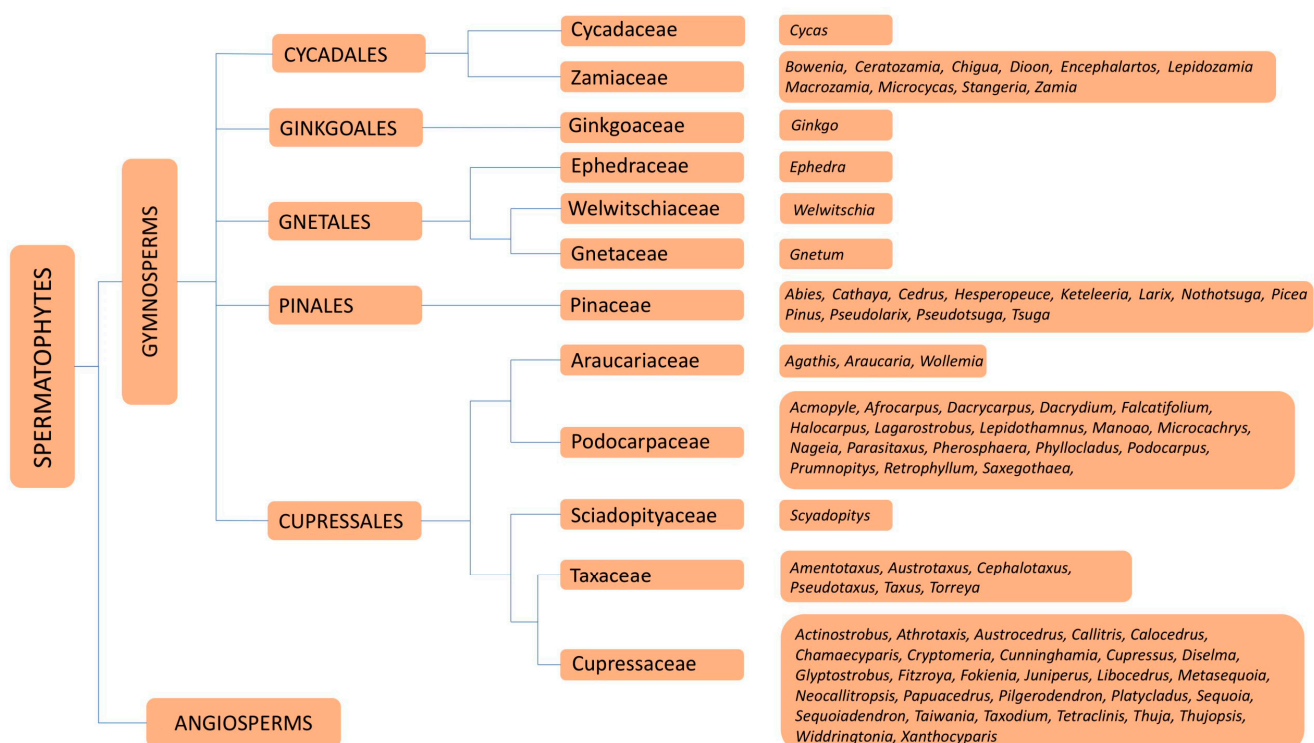 SPERMATOPHYTES
GYMNOSPERMS
CYCADALES
Cycadaceae
Cycas
Zamiaceae
Bowenia, Ceratozamia, Chigua, Dioon, Encephalartos, Lepidozamia
Macrozamia, Microcycas, Stangeria, Zamia
GINKGOALES
Ginkgoaceae
Ginkgo
GNETALES
Ephedraceae
Ephedra
Welwitschiaceae
Welwitschia
Gnetaceae
Gnetum
PINALES
Pinaceae
Abies, Cathaya, Cedrus, Hesperopeuce, Keteleeria, Larix, Nothotsuga, Picea
Pinus, Pseudolarix, Pseudotsuga, Tsuga
CUPRESSALES
Araucariaceae
Agathis, Araucaria, Wollemia
Podocarpaceae
Acmopyle, Afrocarpus, Dacrycarpus, Dacrydium, Falcatifolium,
Halocarpus, Lagarostrobus, Lepidothamnus, Manoao, Microcachrys,
Nageia, Parasitaxus, Pherosphaera, Phyllocladus, Podocarpus,
Prumnopitys, Retrophyllum, Saxegothaea,
Sciadopityaceae
Scyadopitys
Taxaceae
Amentotaxus, Austrotaxus, Cephalotaxus,
Pseudotaxus, Taxus, Torreya
Cupressaceae
Actinostrobus, Athrotaxis, Austrocedrus, Callitris, Calocedrus,
Chamaecyparis, Cryptomeria, Cunninghamia, Cupressus, Diselma,
Glyptostrobus, Fitzroya, Fokienia, Juniperus, Libocedrus, Metasequoia,
Neocallitropsis, Papuacedrus, Pilgerodendron, Platycladus, Sequoia,
Sequoiadendron, Taiwania, Taxodium, Tetraclinis, Thuja, Thujopsis,
Widdringtonia, Xanthocyparis
ANGIOSPERMS